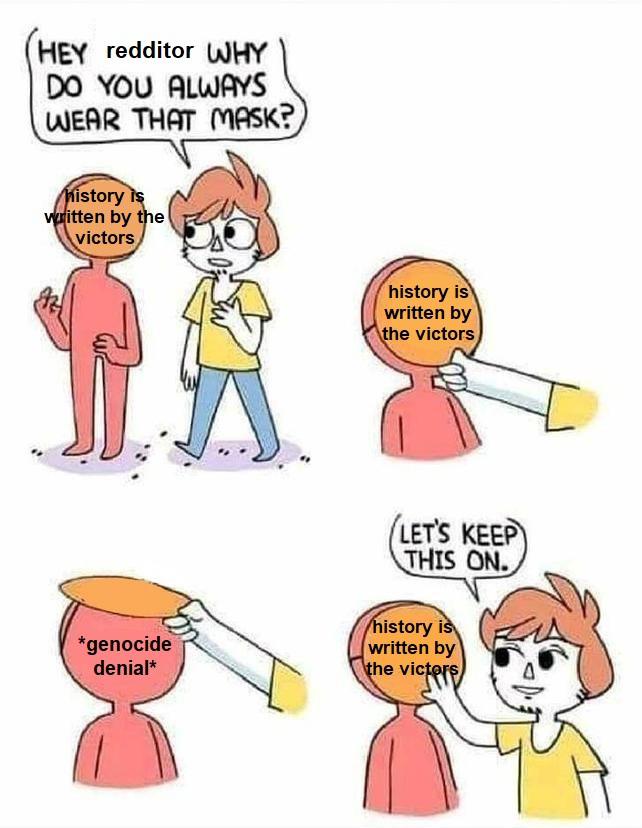 HEY redditor WHY
DO YOU ALWAYS
WEAR THAT MASK?
history is
written by the
victors
history is
written by
the victors
*genocide
denial*
LET'S KEEP
THIS ON.
history is
written by
the victors